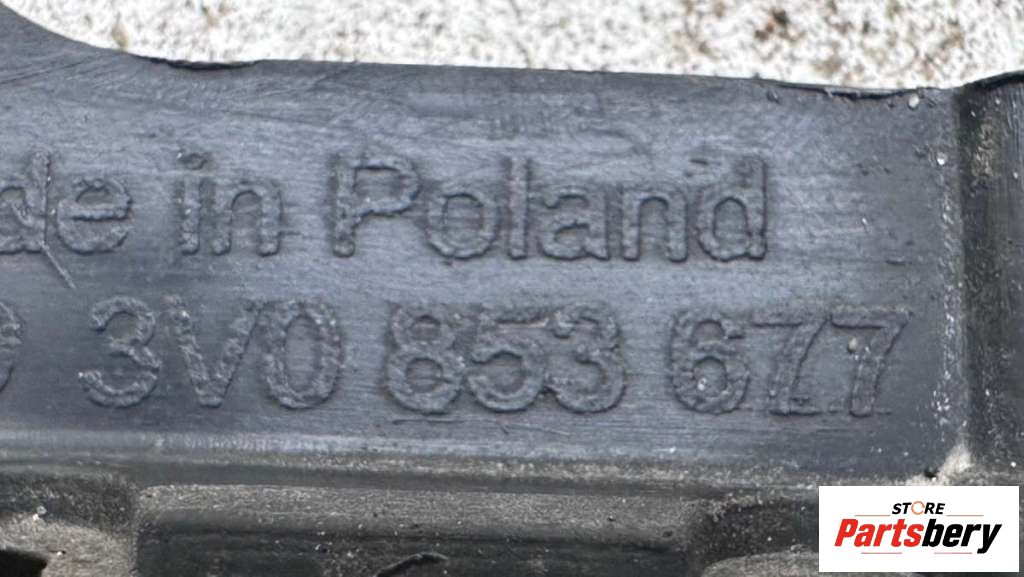 de in Poland
3V0 853 677
STORE
Partsbery